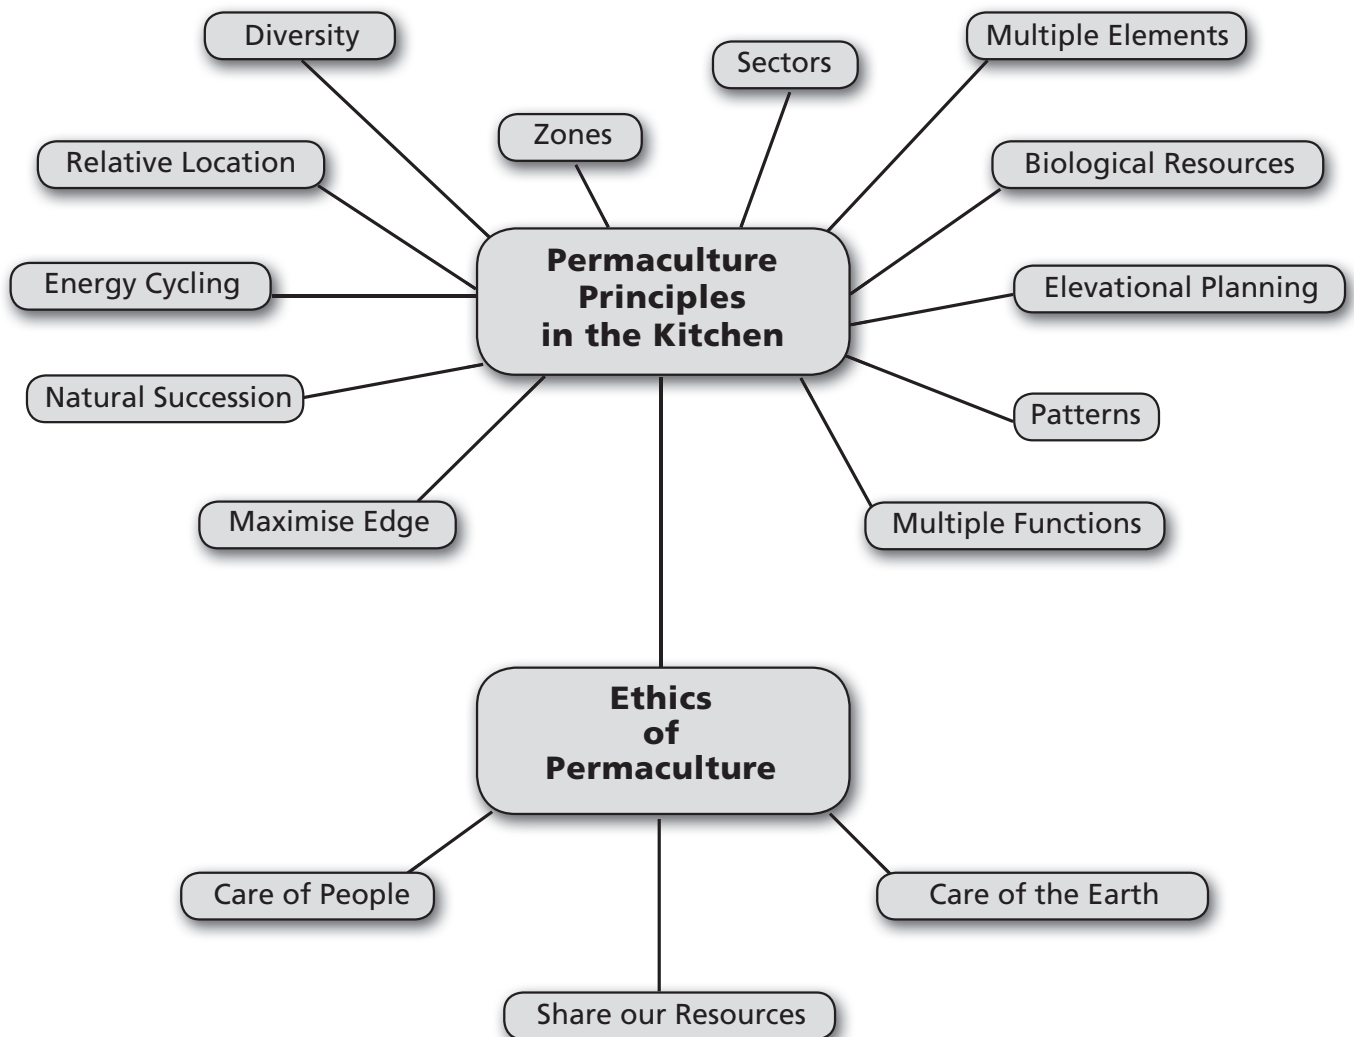 Diversity
Sectors
Multiple Elements
Zones
Relative Location
Biological Resources
Permaculture
Principles
in the Kitchen
Energy Cycling
Elevational Planning
Natural Succession
Patterns
Maximise Edge
Multiple Functions
Ethics
of
Permaculture
Care of People
Care of the Earth
Share our Resources